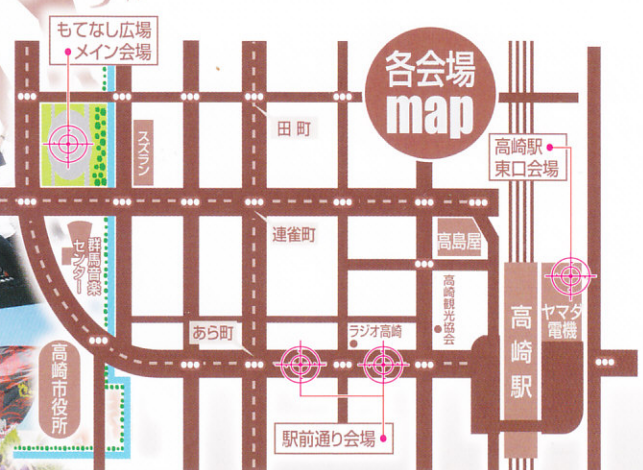 もてなし広場
メイン会場
各会場
map
田町
スズラン
高崎駅
東口会場
連雀町
高島屋
群馬音楽
センター
高崎観光協会
あら町
ラジオ高崎
高崎駅
ヤマダ
電機
高崎市役所
駅前通り会場